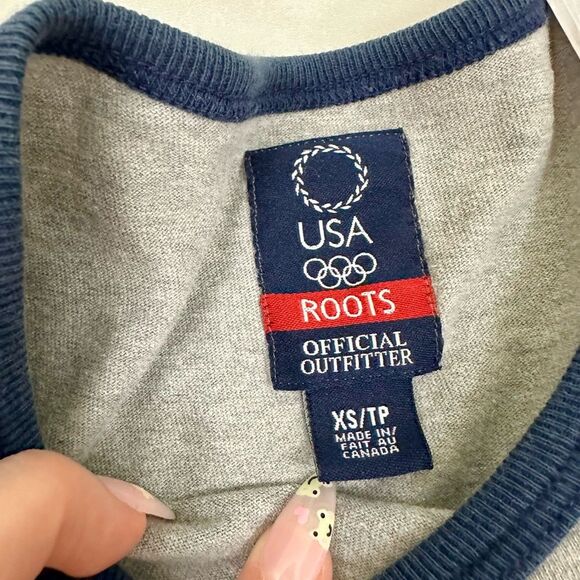 USA
ROOTS
OFFICIAL
OUTFITTER
XS/TP
MADE IN/
FAIT AU
CANADA